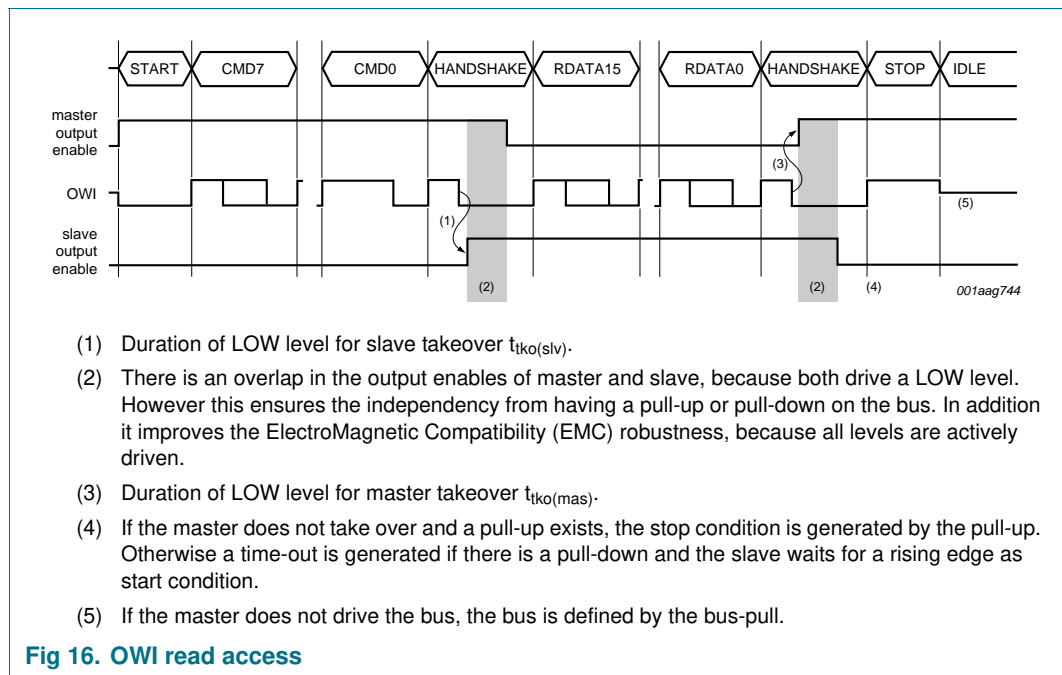 START CMD7 CMD0 HANDSHAKE RDATA15 RDATA0 HANDSHAKE STOP IDLE
master
output
enable
(3)
OWI
(5)
(1)
slave
output
enable
(2) (2) (4)
001aag744
(1) Duration of LOW level for slave takeover ttko(slv).
(2) There is an overlap in the output enables of master and slave, because both drive a LOW level.
However this ensures the independency from having a pull-up or pull-down on the bus. In addition
it improves the ElectroMagnetic Compatibility (EMC) robustness, because all levels are actively
driven.
(3) Duration of LOW level for master takeover ttko(mas).
(4) If the master does not take over and a pull-up exists, the stop condition is generated by the pull-up.
Otherwise a time-out is generated if there is a pull-down and the slave waits for a rising edge as
start condition.
(5) If the master does not drive the bus, the bus is defined by the bus-pull.
Fig 16. OWI read access